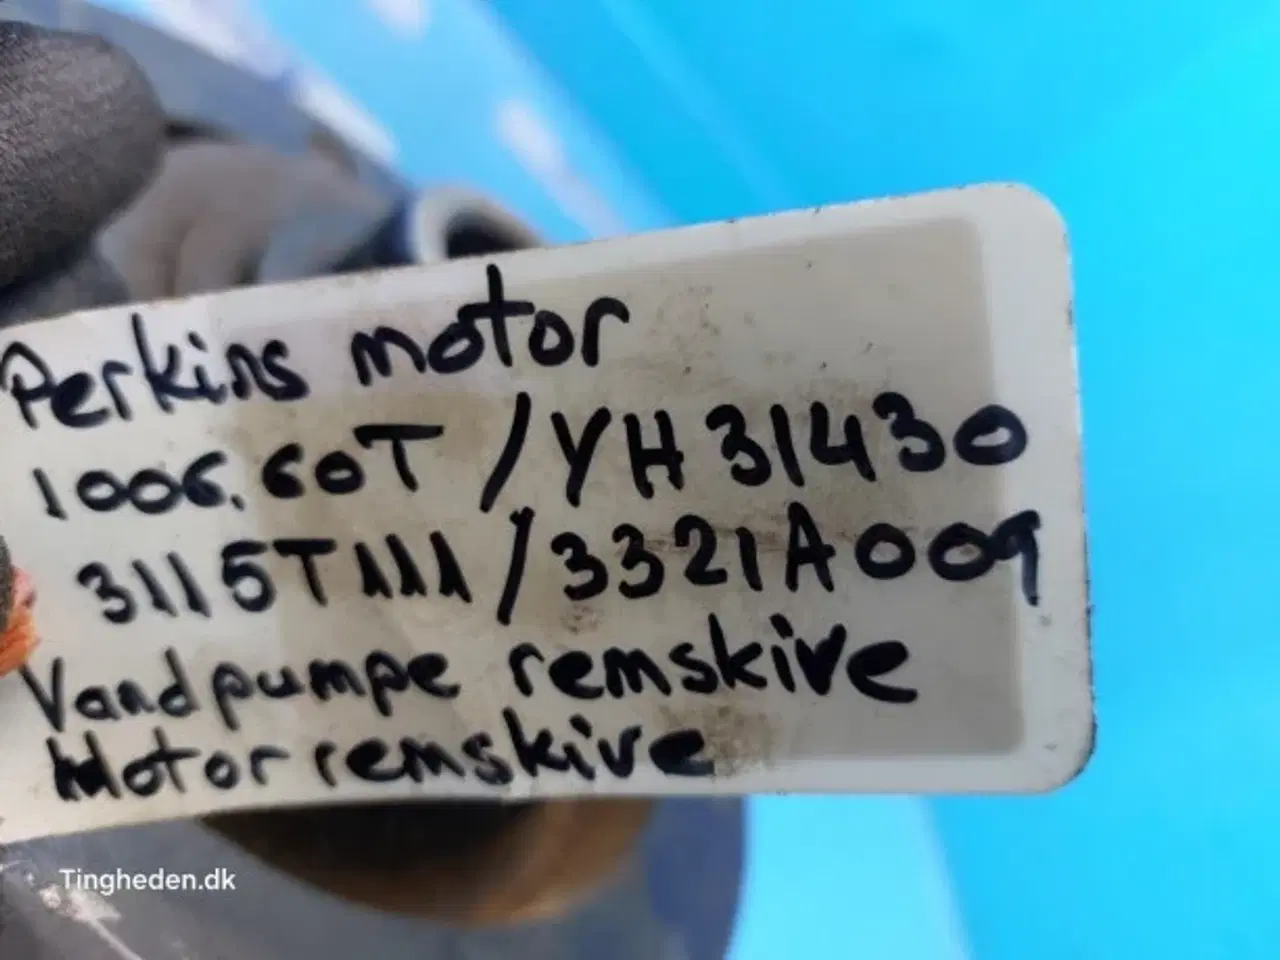 Perkins motor
1006.60T/YH31430
3115T111/3321A009
Vandpumpe remskive
Motor remskive
Tingheden.dk